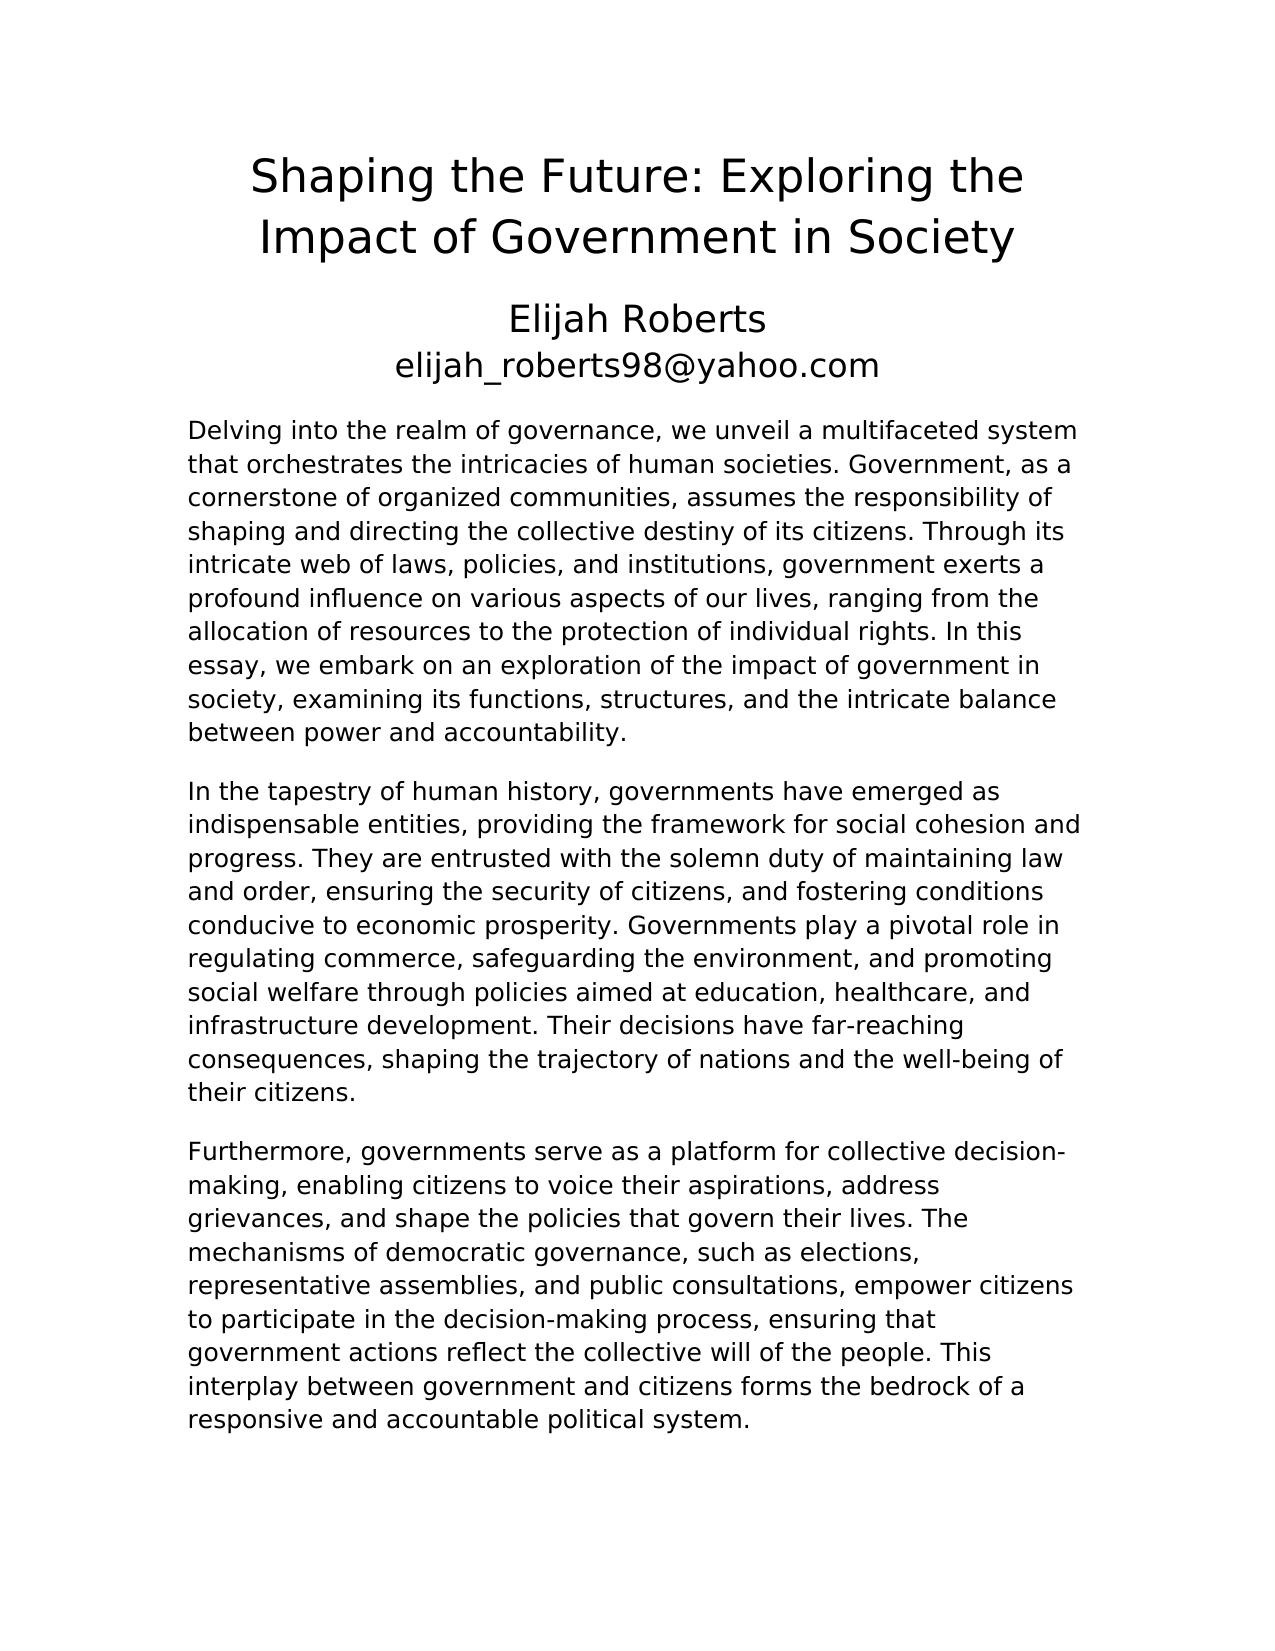 Shaping the Future: Exploring the
Impact of Government in Society
Elijah Roberts
elijah_roberts98@yahoo.com
Delving into the realm of governance, we unveil a multifaceted system
that orchestrates the intricacies of human societies. Government, as a
cornerstone of organized communities, assumes the responsibility of
shaping and directing the collective destiny of its citizens. Through its
intricate web of laws, policies, and institutions, government exerts a
profound influence on various aspects of our lives, ranging from the
allocation of resources to the protection of individual rights. In this
essay, we embark on an exploration of the impact of government in
society, examining its functions, structures, and the intricate balance
between power and accountability.
In the tapestry of human history, governments have emerged as
indispensable entities, providing the framework for social cohesion and
progress. They are entrusted with the solemn duty of maintaining law
and order, ensuring the security of citizens, and fostering conditions
conducive to economic prosperity. Governments play a pivotal role in
regulating commerce, safeguarding the environment, and promoting
social welfare through policies aimed at education, healthcare, and
infrastructure development. Their decisions have far-reaching
consequences, shaping the trajectory of nations and the well-being of
their citizens.
Furthermore, governments serve as a platform for collective decision-
making, enabling citizens to voice their aspirations, address
grievances, and shape the policies that govern their lives. The
mechanisms of democratic governance, such as elections,
representative assemblies, and public consultations, empower citizens
to participate in the decision-making process, ensuring that
government actions reflect the collective will of the people. This
interplay between government and citizens forms the bedrock of a
responsive and accountable political system.